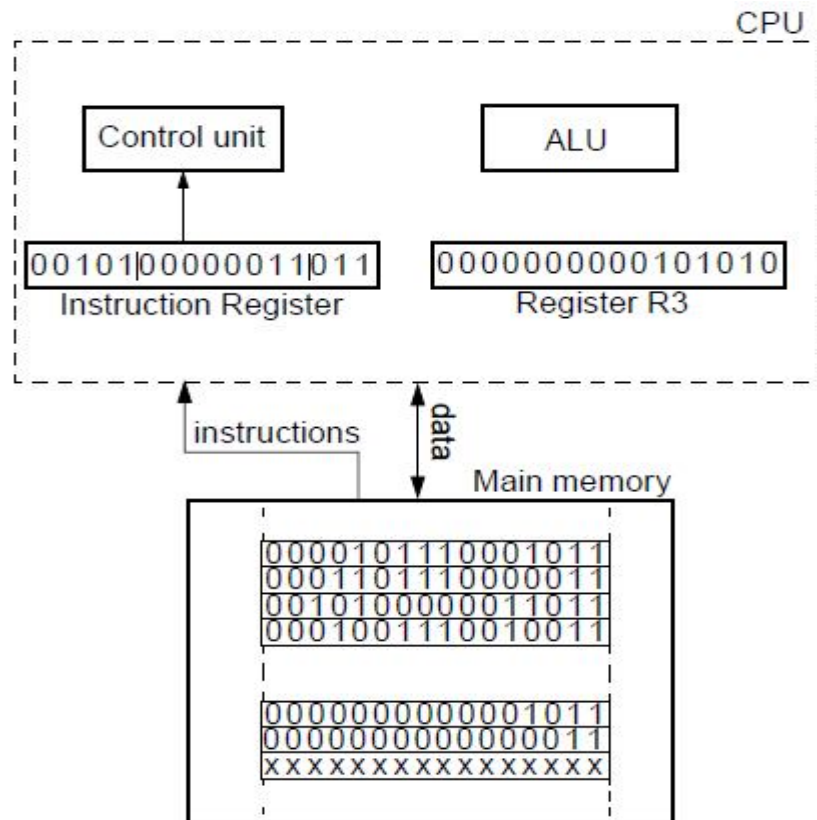 CPU
Control unit
ALU
00101|00000011|011
0000000000101010
Instruction Register
Register R3
instructions
data
Main memory
0000101110001011
0001101110000011
0010100000011011
0001001110010011
0000000000001011
0000000000000011
xxxxxxxxxxxxxxxx